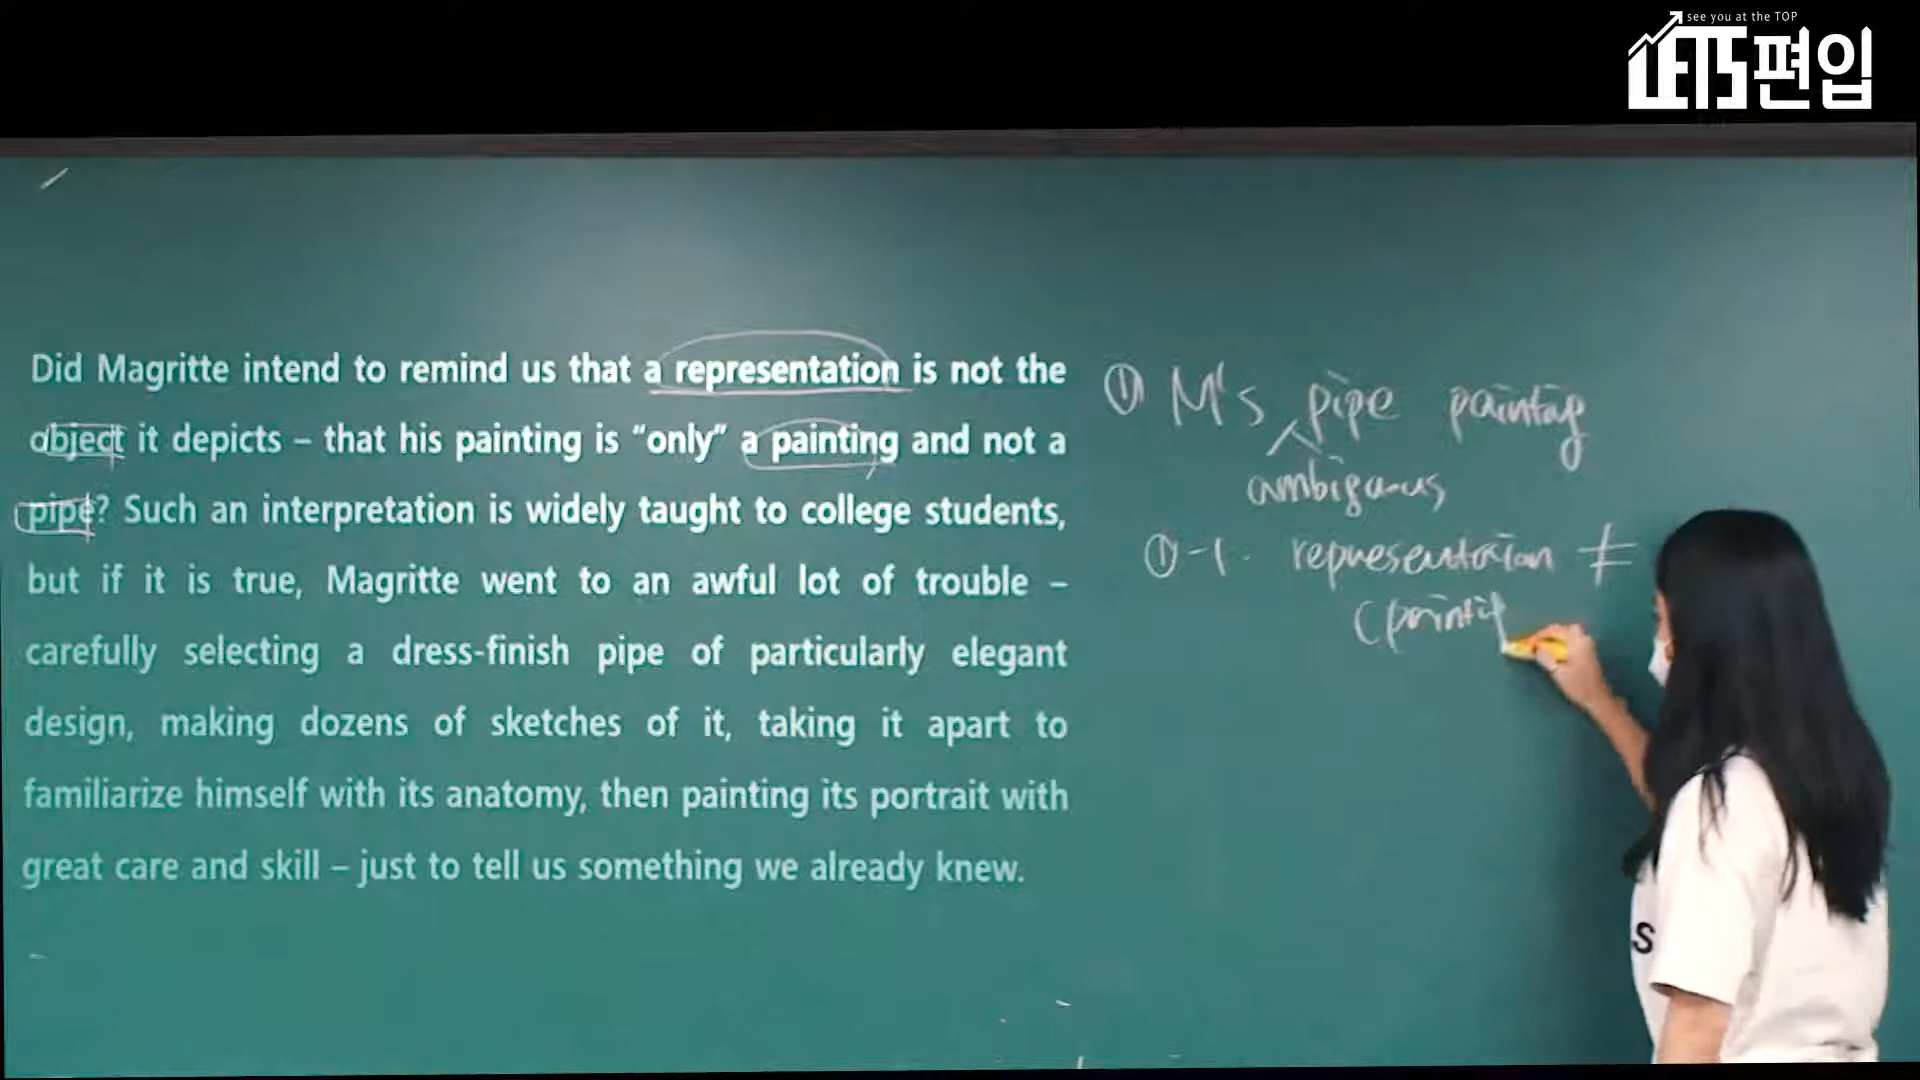 see you at the TOP
LETS편입
Did Magritte intend to remind us that a representation is not the
object it depicts – that his painting is “only” a painting and not a
pipe? Such an interpretation is widely taught to college students,
but if it is true, Magritte went to an awful lot of trouble –
carefully selecting a dress-finish pipe of particularly elegant
design, making dozens of sketches of it, taking it apart to
familiarize himself with its anatomy, then painting its portrait with
great care and skill – just to tell us something we already knew.
① M's pipe painting
ambiguous
①-1. representation ≠
(painting
S